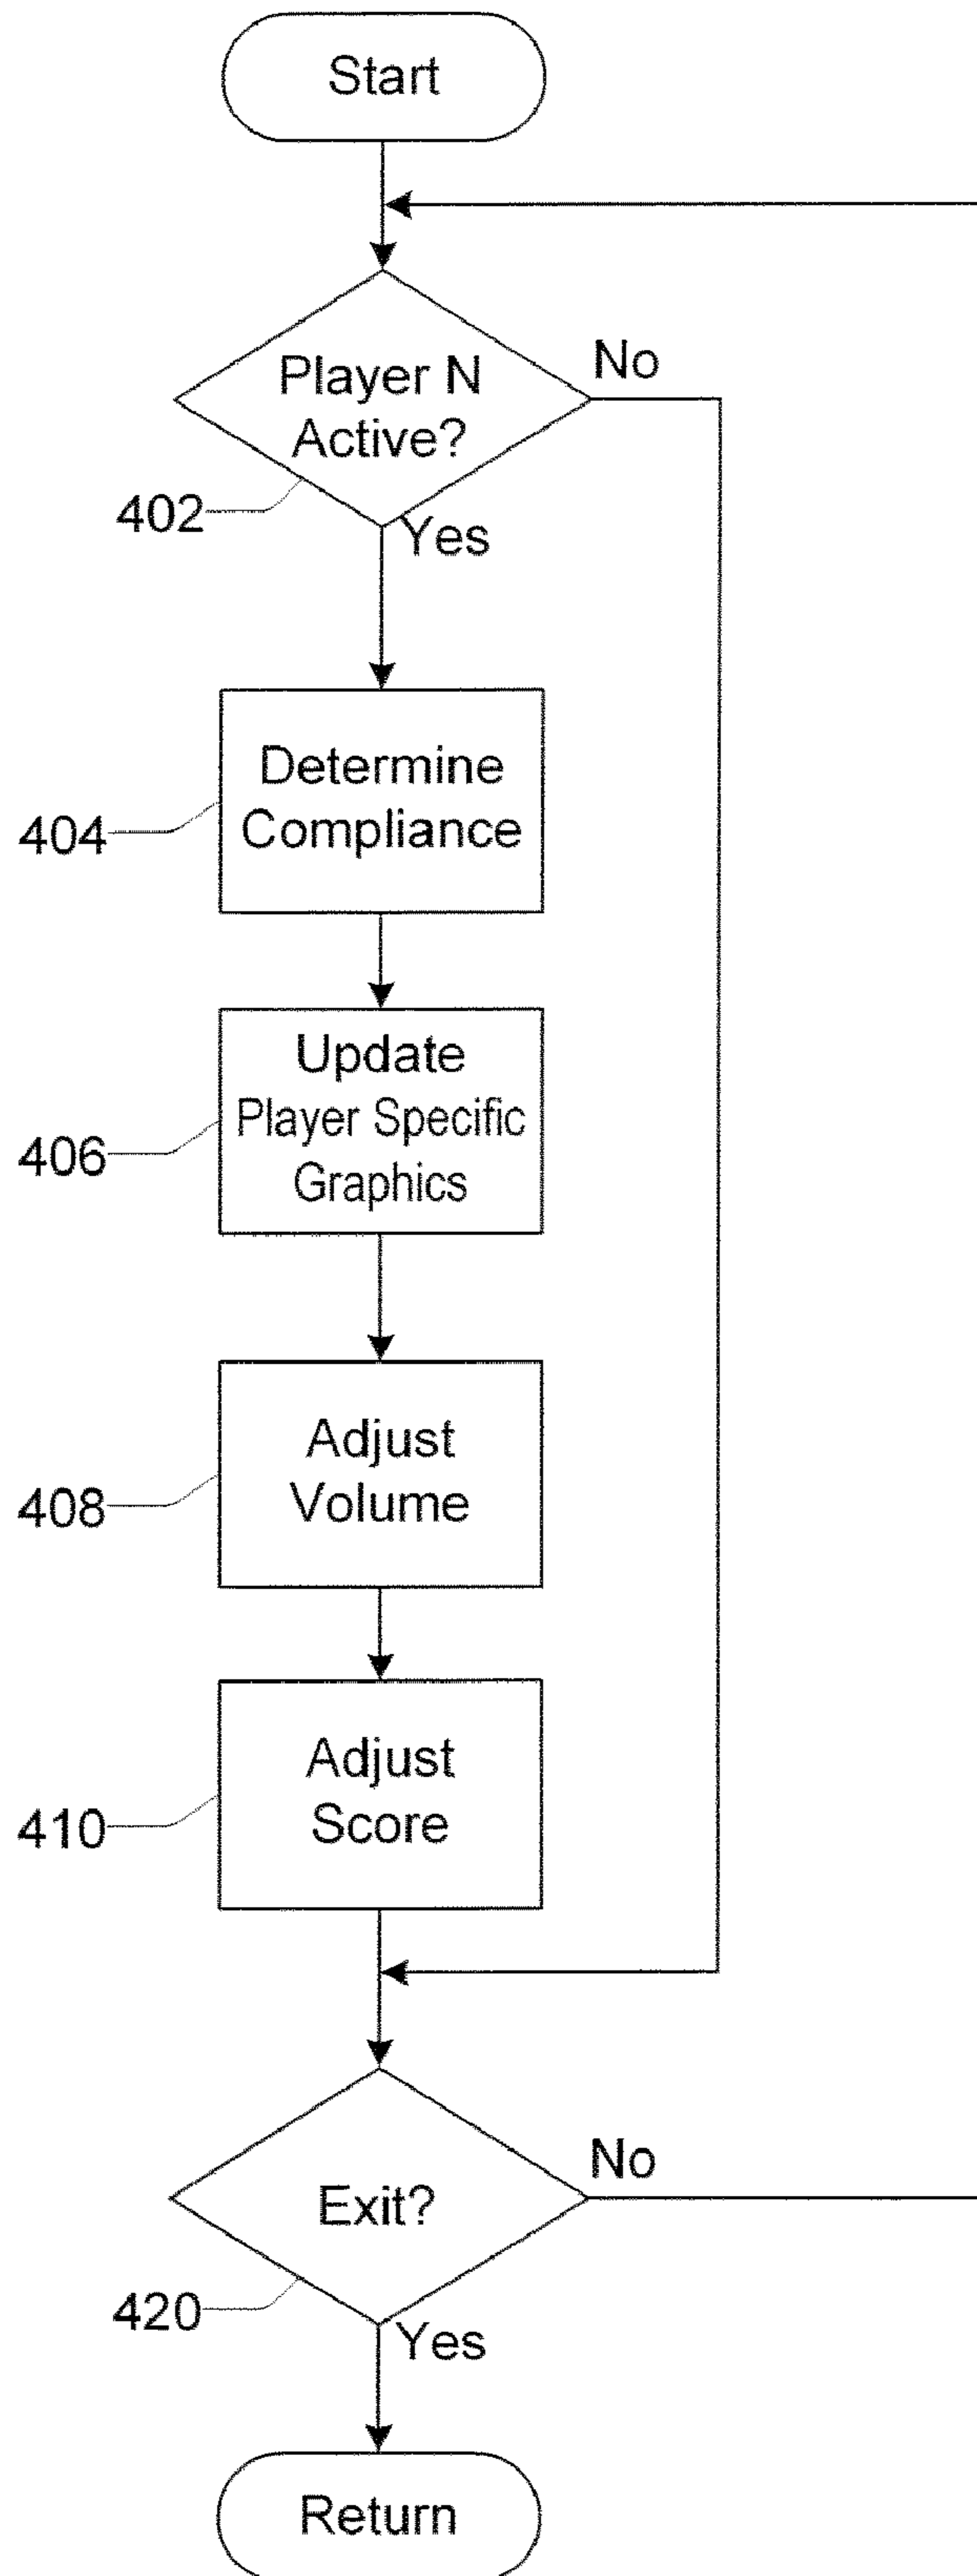 Start
Player N
No
Active?
402
Yes
Determine
404
Compliance
Update
Player Specific
406
Graphics
Adjust
408
Volume
Adjust
410
Score
No
Exit?
420
Yes
Return